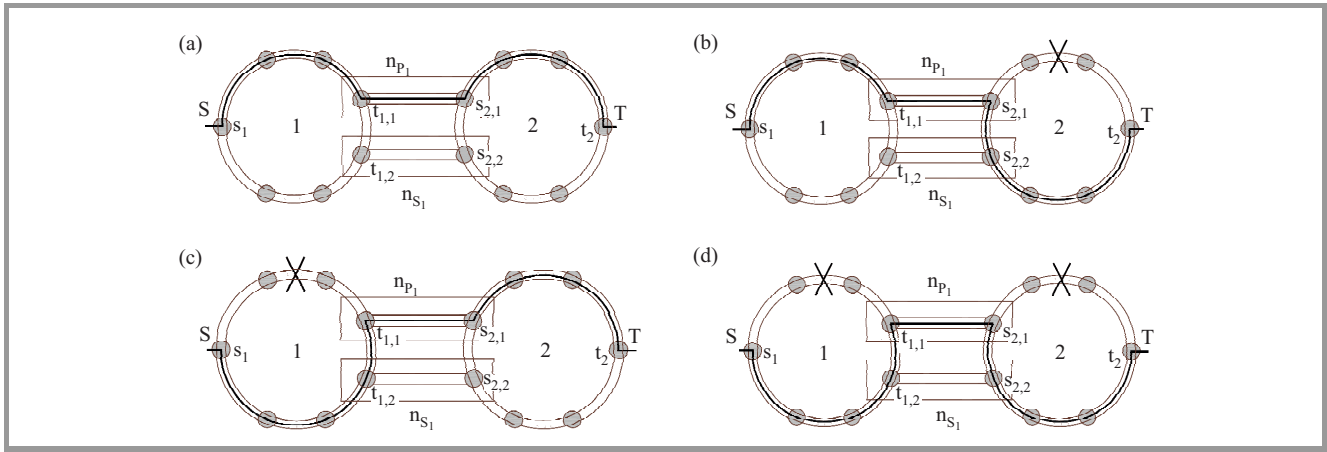 (a)
n_P1
S
T
s_1
1
t_1,1
s_2,1
2
t_2
t_1,2
s_2,2
n_S1
(b)
n_P1
S
T
s_1
1
t_1,1
s_2,1
2
t_2
t_1,2
s_2,2
n_S1
(c)
n_P1
S
T
s_1
1
t_1,1
s_2,1
2
t_2
t_1,2
s_2,2
n_S1
(d)
n_P1
S
T
s_1
1
t_1,1
s_2,1
2
t_2
t_1,2
s_2,2
n_S1